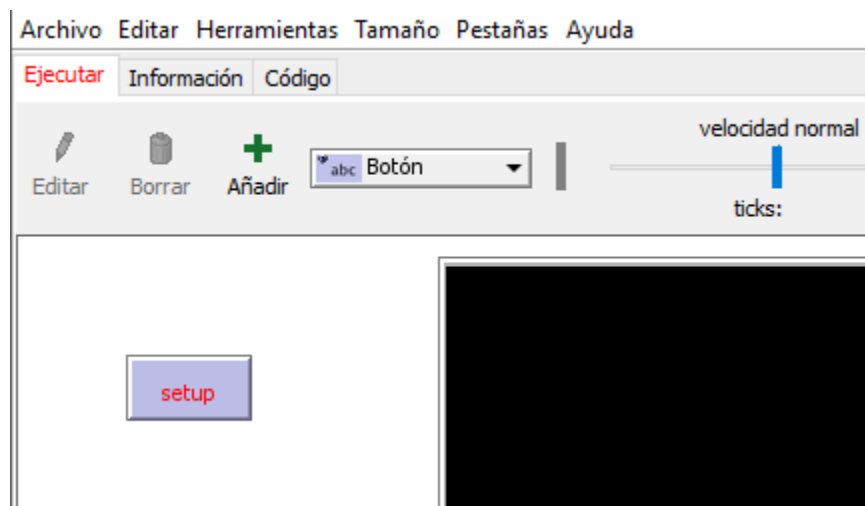 Archivo Editar Herramientas Tamaño Pestañas Ayuda
Ejecutar Información Código
velocidad normal
abc Botón
Editar Borrar Añadir
ticks:
setup